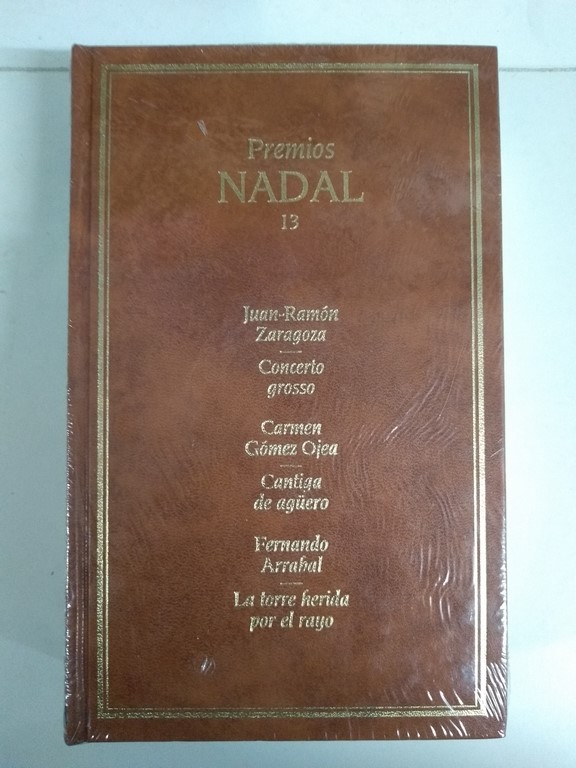 Premios
NADAL
13
Juan-Ramón
Zaragoza
Concerto
grosso
Carmen
Gómez Ojea
Cantiga
de agüero
Fernando
Arrabal
La torre herida
por el rayo